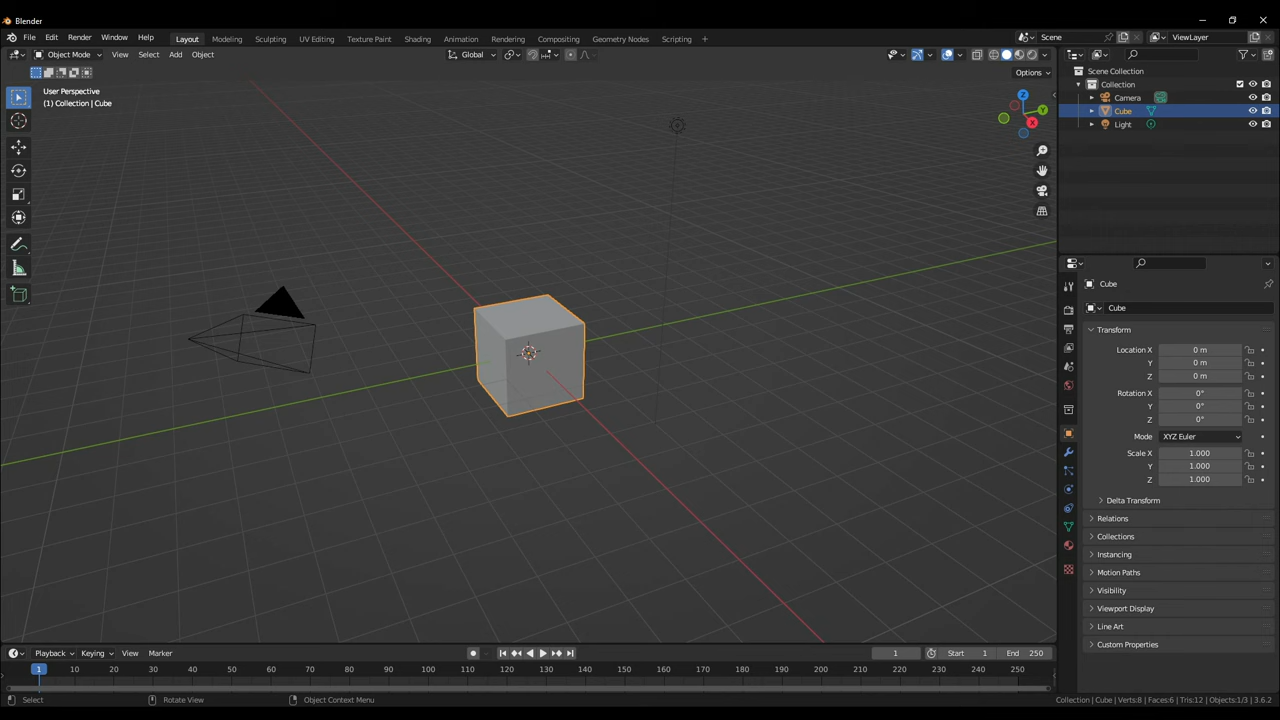 Blender
File Edit Render Window Help Layout Modeling Sculpting UV Editing Texture Paint Shading Animation Rendering Compositing Geometry Nodes Scripting + Scene ViewLayer
Object Mode View Select Add Object Global
Options
User Perspective
(1) Collection | Cube
Z
Y
X
Scene Collection
Collection
Camera
Cube
Light
Cube
Cube
Transform
Location X 0 m
Y 0 m
Z 0 m
Rotation X 0°
Y 0°
Z 0°
Mode XYZ Euler
Scale X 1.000
Y 1.000
Z 1.000
Delta Transform
Relations
Collections
Instancing
Motion Paths
Visibility
Viewport Display
Line Art
Custom Properties
Playback Keying View Marker 1 Start 1 End 250
1 10 20 30 40 50 60 70 80 90 100 110 120 130 140 150 160 170 180 190 200 210 220 230 240 250
Select Rotate View Object Context Menu Collection | Cube | Verts:8 | Faces:6 | Tris:12 | Objects:1/3 | 3.6.2